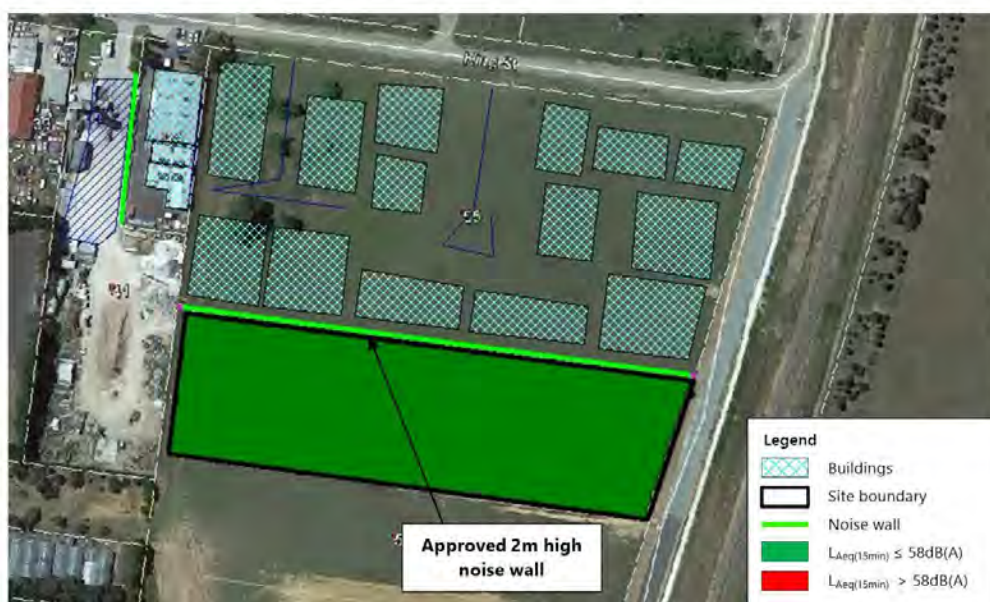 Approved 2m high
noise wall
Legend
Buildings
Site boundary
Noise wall
LAeq(15min) ≤ 58dB(A)
LAeq(15min) > 58dB(A)